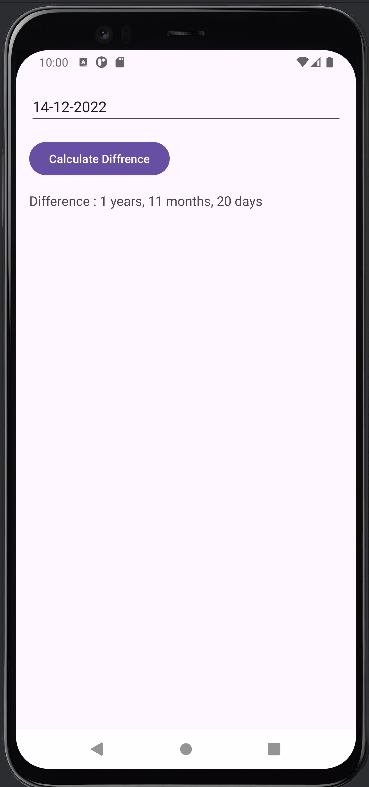 10:00
14-12-2022
Calculate Diffrence
Difference : 1 years, 11 months, 20 days